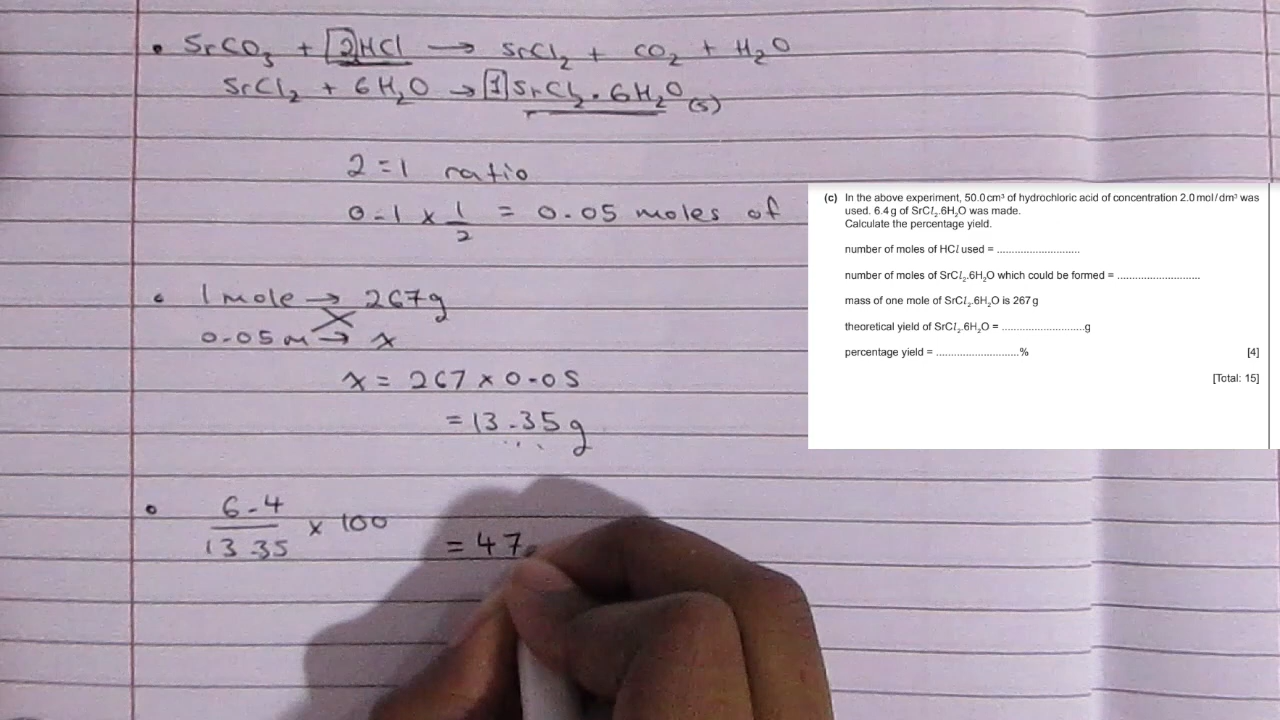 • SrCO₃ + 2HCl → SrCl₂ + CO₂ + H₂O
SrCl₂ + 6H₂O → 1 SrCl₂·6H₂O(s)
2=1 ratio
0-1 × 1/2 = 0.05 moles of
• 1 mole → 267g
0-05 m → x
x = 267 × 0-05
= 13-35g
• 6-4/13.35 × 100 = 47
(c) In the above experiment, 50.0 cm³ of hydrochloric acid of concentration 2.0 mol/dm³ was
used. 6.4 g of SrCl₂.6H₂O was made.
Calculate the percentage yield.
number of moles of HCl used = ............................
number of moles of SrCl₂.6H₂O which could be formed = ............................
mass of one mole of SrCl₂.6H₂O is 267 g
theoretical yield of SrCl₂.6H₂O = ............................g
percentage yield = ............................% [4]
[Total: 15]